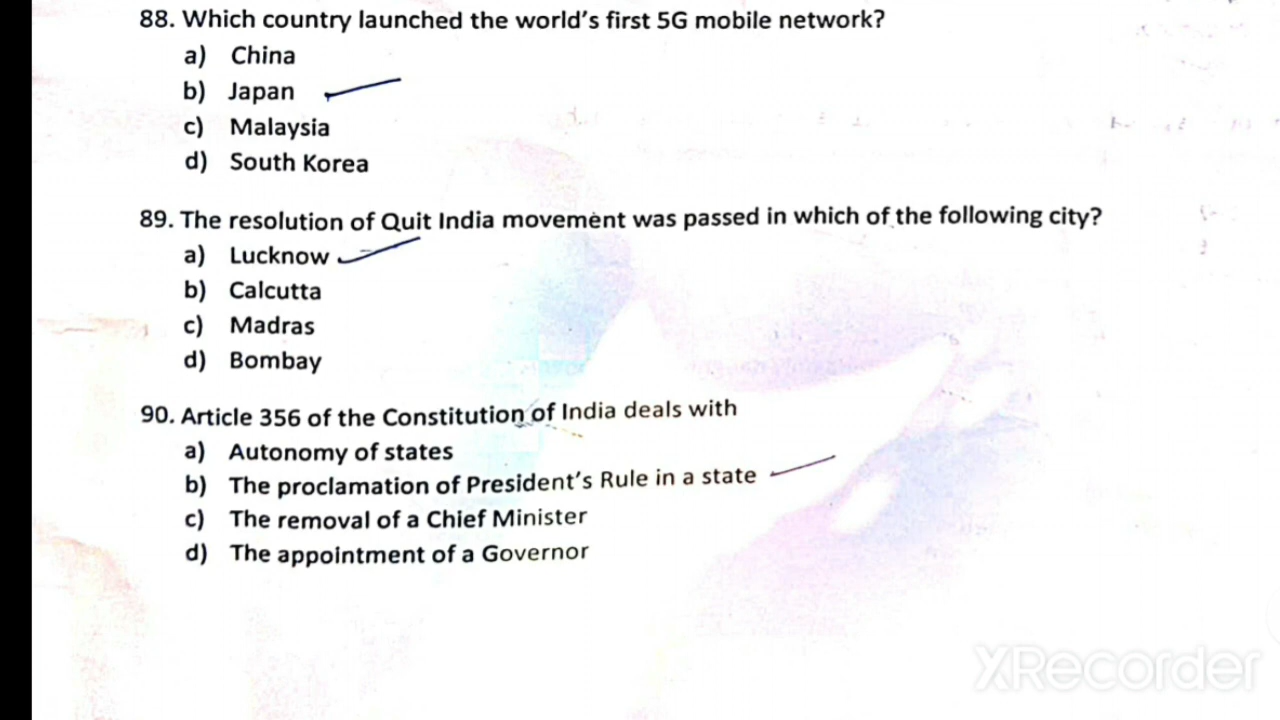 88. Which country launched the world's first 5G mobile network?
a) China
b) Japan
c) Malaysia
d) South Korea
89. The resolution of Quit India movement was passed in which of the following city?
a) Lucknow
b) Calcutta
c) Madras
d) Bombay
90. Article 356 of the Constitution of India deals with
a) Autonomy of states
b) The proclamation of President's Rule in a state
c) The removal of a Chief Minister
d) The appointment of a Governor
XRecorder